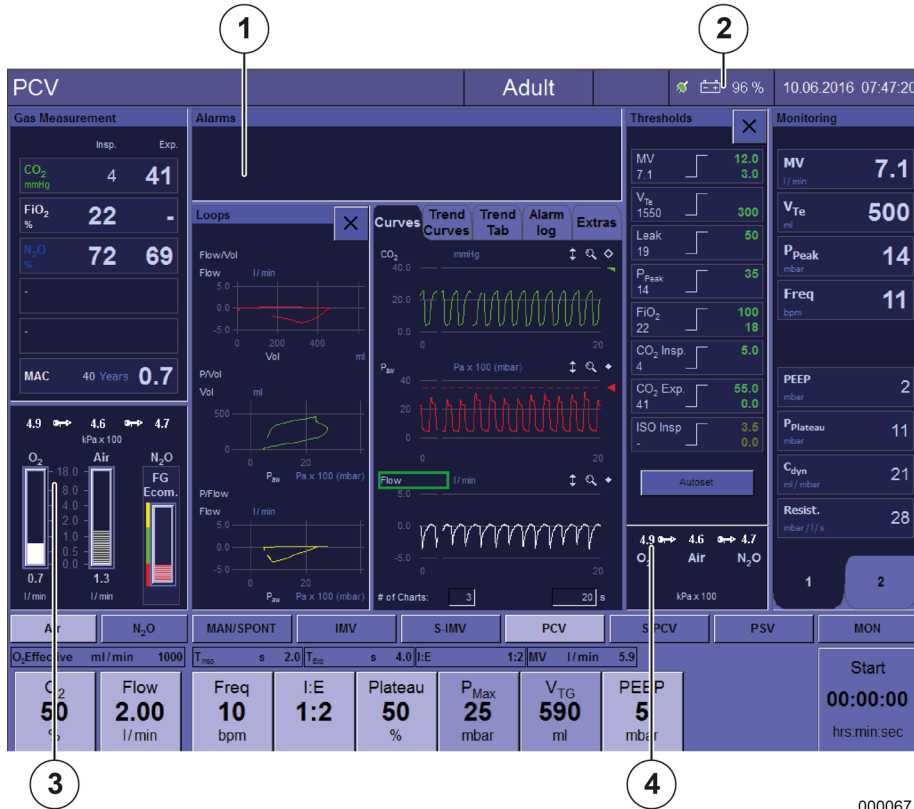 1
2
PCV
Adult
96 %
10.06.2016 07:47:20
Gas Measurement
Insp. Exp.
CO2 mmHg 4 41
FiO2 % 22 -
N2O % 72 69
-
-
MAC 40 Years 0.7
4.9 4.6 4.7
kPa x 100
O2 Air N2O
18.0
8.0
4.0
2.0
1.0
0.5
0.0
FG
Econ.
0.7 1.3
l/min l/min
Alarms
Loops
Flow/Vol
Flow l/min
5.0
0.0
-5.0
0 200 400
Vol ml
P/Vol
Vol ml
500
0
0 20
Paw Pa x 100 (mbar)
P/Flow
Flow l/min
5.0
0.0
-5.0
0 20
Paw Pa x 100 (mbar)
Curves
Trend Curves
Trend Tab
Alarm log
Extras
CO2 mmHg
40.0
20.0
0.0
0 20
Paw Pa x 100 (mbar)
40
20
0
0 20
Flow l/min
5.0
0.0
-5.0
0 20
# of Charts: 3 20 s
Thresholds
MV 12.0
7.1 3.0
VTe
1550 300
Leak 50
19
PPeak 35
14
FiO2 100
22 18
CO2 Insp. 5.0
4
CO2 Exp. 55.0
41 0.0
ISO Insp 3.5
- 0.0
Autoset
4.9 4.6 4.7
O2 Air N2O
kPa x 100
Monitoring
MV l/min 7.1
VTe ml 500
PPeak mbar 14
Freq bpm 11
PEEP mbar 2
PPlateau mbar 11
Cdyn ml/mbar 21
Resist. mbar/l/s 28
1 2
Air N2O MAN/SPONT IMV S-IMV PCV S-PCV PSV MON
O2Effective ml/min 1000 TInsp s 2.0 TExp s 4.0 I:E 1:2 MV l/min 5.9
O2 50 %
Flow 2.00 l/min
Freq 10 bpm
I:E 1:2
Plateau 50 %
PMax 25 mbar
VTG 590 ml
PEEP 5 mbar
Start
00:00:00
hrs:min:sec
3
4
000067